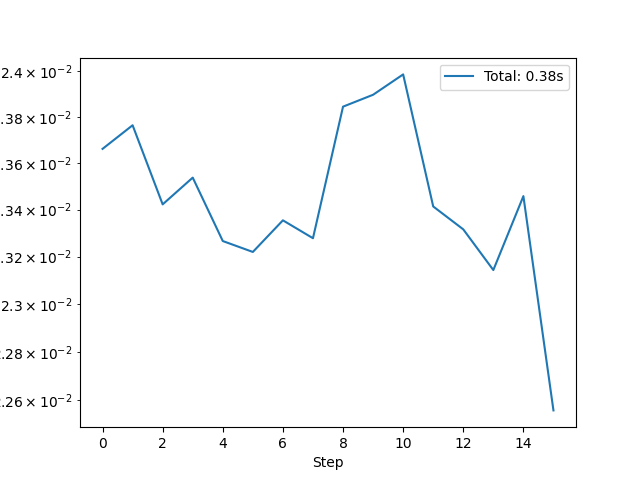 Total: 0.38s
2.4 × 10⁻²
.38 × 10⁻²
.36 × 10⁻²
.34 × 10⁻²
.32 × 10⁻²
2.3 × 10⁻²
.28 × 10⁻²
.26 × 10⁻²
0 2 4 6 8 10 12 14
Step